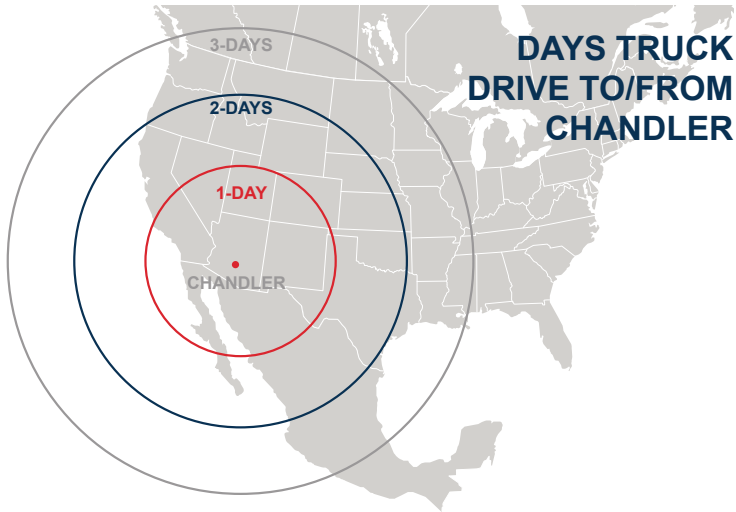 DAYS TRUCK
DRIVE TO/FROM
CHANDLER
3-DAYS
2-DAYS
1-DAY
CHANDLER